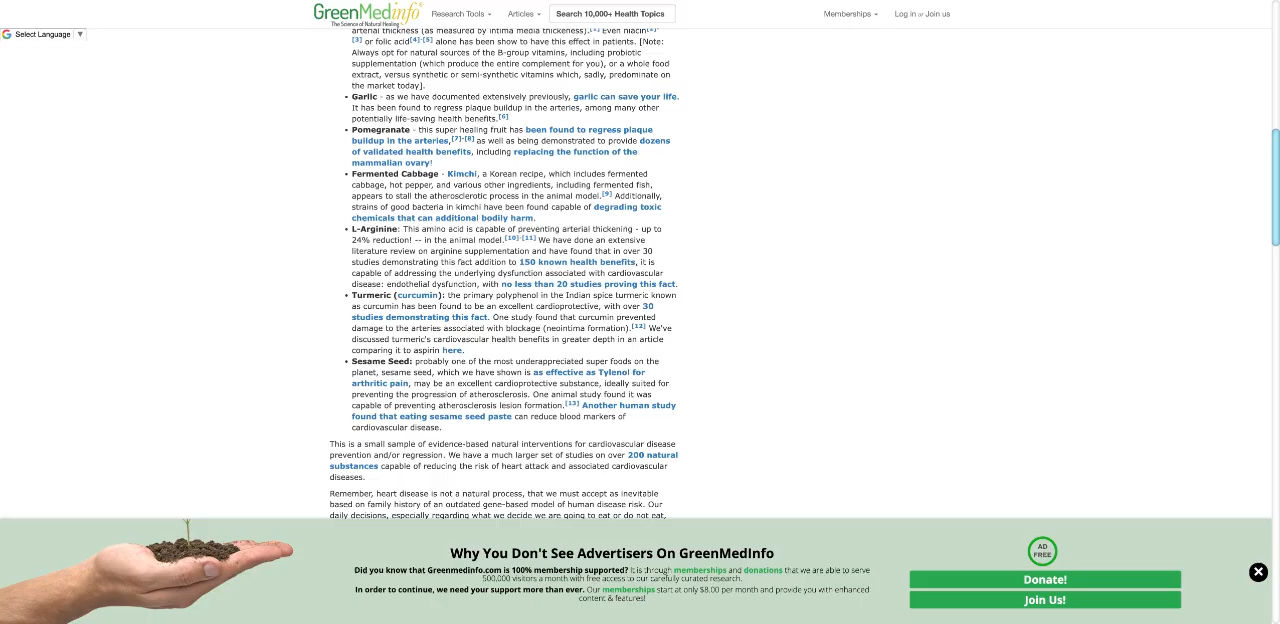 GreenMedinfo®
The Science of Natural Healing
Research Tools
Articles
Search 10,000+ Health Topics
Memberships
Log in or Join us
Select Language
arterial thickness (as measured by intima media thickness).[1] Even niacin[2]-
[3] or folic acid[4]-[5] alone has been show to have this effect in patients. [Note:
Always opt for natural sources of the B-group vitamins, including probiotic
supplementation (which produce the entire complement for you), or a whole food
extract, versus synthetic or semi-synthetic vitamins which, sadly, predominate on
the market today].
• Garlic - as we have documented extensively previously, garlic can save your life.
It has been found to regress plaque buildup in the arteries, among many other
potentially life-saving health benefits.[6]
• Pomegranate - this super healing fruit has been found to regress plaque
buildup in the arteries,[7]-[8] as well as being demonstrated to provide dozens
of validated health benefits, including replacing the function of the
mammalian ovary!
• Fermented Cabbage - Kimchi, a Korean recipe, which includes fermented
cabbage, hot pepper, and various other ingredients, including fermented fish,
appears to stall the atherosclerotic process in the animal model.[9] Additionally,
strains of good bacteria in kimchi have been found capable of degrading toxic
chemicals that can additional bodily harm.
• L-Arginine: This amino acid is capable of preventing arterial thickening - up to
24% reduction! -- in the animal model.[10]-[11] We have done an extensive
literature review on arginine supplementation and have found that in over 30
studies demonstrating this fact addition to 150 known health benefits, it is
capable of addressing the underlying dysfunction associated with cardiovascular
disease: endothelial dysfunction, with no less than 20 studies proving this fact.
• Turmeric (curcumin): the primary polyphenol in the Indian spice turmeric known
as curcumin has been found to be an excellent cardioprotective, with over 30
studies demonstrating this fact. One study found that curcumin prevented
damage to the arteries associated with blockage (neointima formation).[12] We've
discussed turmeric's cardiovascular health benefits in greater depth in an article
comparing it to aspirin here.
• Sesame Seed: probably one of the most underappreciated super foods on the
planet, sesame seed, which we have shown is as effective as Tylenol for
arthritic pain, may be an excellent cardioprotective substance, ideally suited for
preventing the progression of atherosclerosis. One animal study found it was
capable of preventing atherosclerosis lesion formation.[13] Another human study
found that eating sesame seed paste can reduce blood markers of
cardiovascular disease.
This is a small sample of evidence-based natural interventions for cardiovascular disease
prevention and/or regression. We have a much larger set of studies on over 200 natural
substances capable of reducing the risk of heart attack and associated cardiovascular
diseases.
Remember, heart disease is not a natural process, that we must accept as inevitable
based on family history of an outdated gene-based model of human disease risk. Our
daily decisions, especially regarding what we decide we are going to eat or do not eat,
Why You Don't See Advertisers On GreenMedInfo
Did you know that Greenmedinfo.com is 100% membership supported? It is through memberships and donations that we are able to serve
500,000 visitors a month with free access to our carefully curated research.
In order to continue, we need your support more than ever. Our memberships start at only $8.00 per month and provide you with enhanced
content & features!
AD
FREE
Donate!
Join Us!